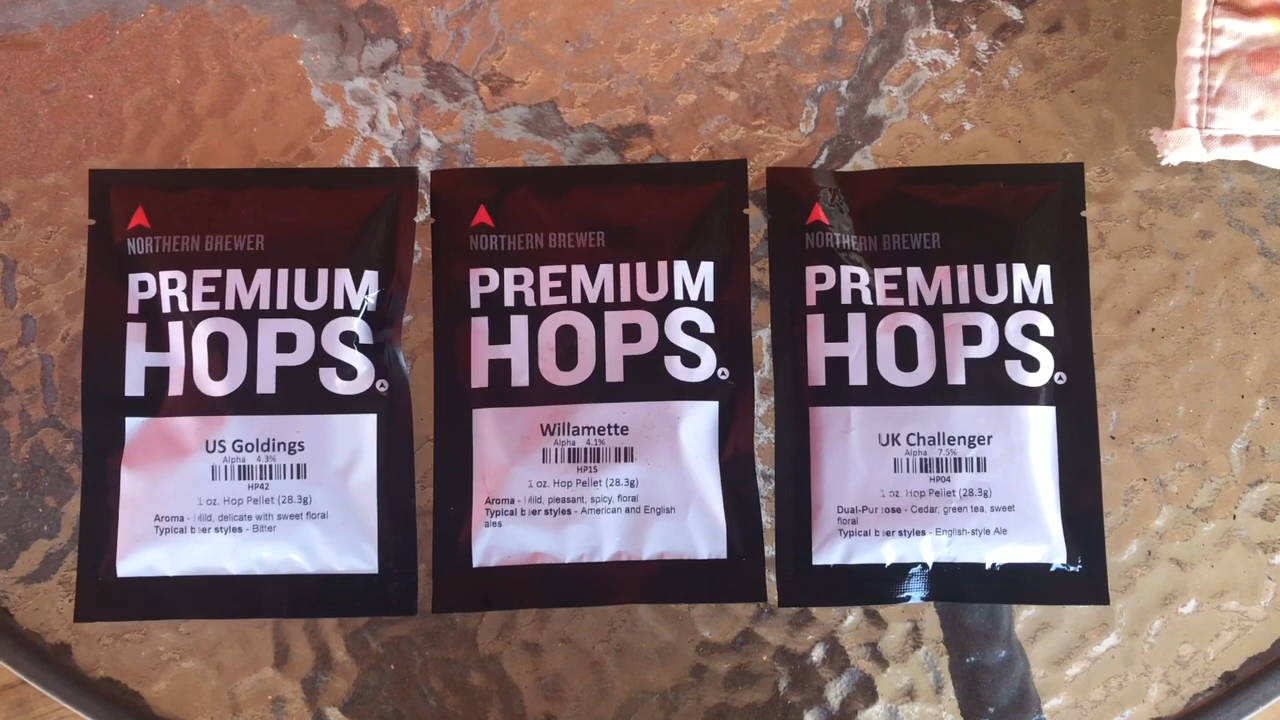 NORTHERN BREWER
PREMIUM
HOPS
US Goldings
Alpha 4.3%
HP42
1 oz. Hop Pellet (28.3g)
Aroma - Mild, delicate with sweet floral
Typical beer styles - Bitter
NORTHERN BREWER
PREMIUM
HOPS
Willamette
Alpha 4.1%
HP15
1 oz. Hop Pellet (28.3g)
Aroma - Mild, pleasant, spicy, floral
Typical beer styles - American and English
ales
NORTHERN BREWER
PREMIUM
HOPS
UK Challenger
Alpha 7.5%
HP04
1 oz. Hop Pellet (28.3g)
Dual-Purpose - Cedar, green tea, sweet
floral
Typical beer styles - English-style Ale